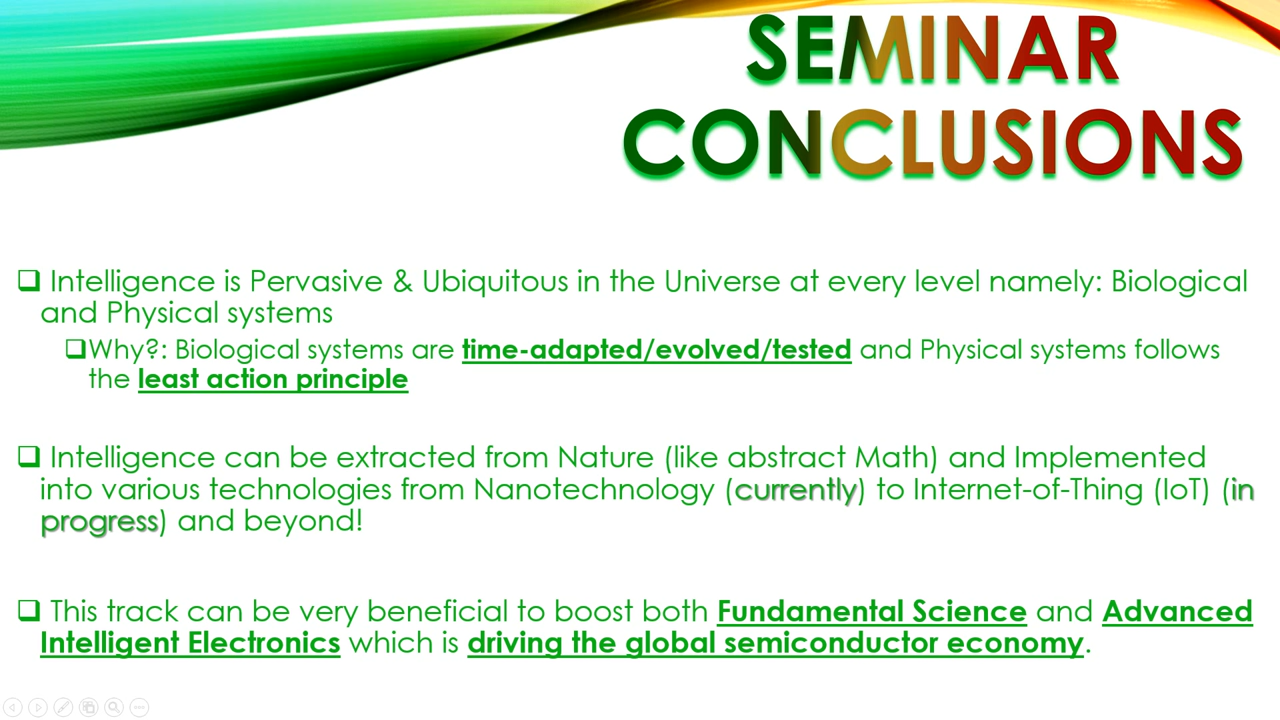 SEMINAR
CONCLUSIONS
Intelligence is Pervasive & Ubiquitous in the Universe at every level namely: Biological
and Physical systems
Why?: Biological systems are time-adapted/evolved/tested and Physical systems follows
the least action principle
Intelligence can be extracted from Nature (like abstract Math) and Implemented
into various technologies from Nanotechnology (currently) to Internet-of-Thing (IoT) (in
progress) and beyond!
This track can be very beneficial to boost both Fundamental Science and Advanced
Intelligent Electronics which is driving the global semiconductor economy.